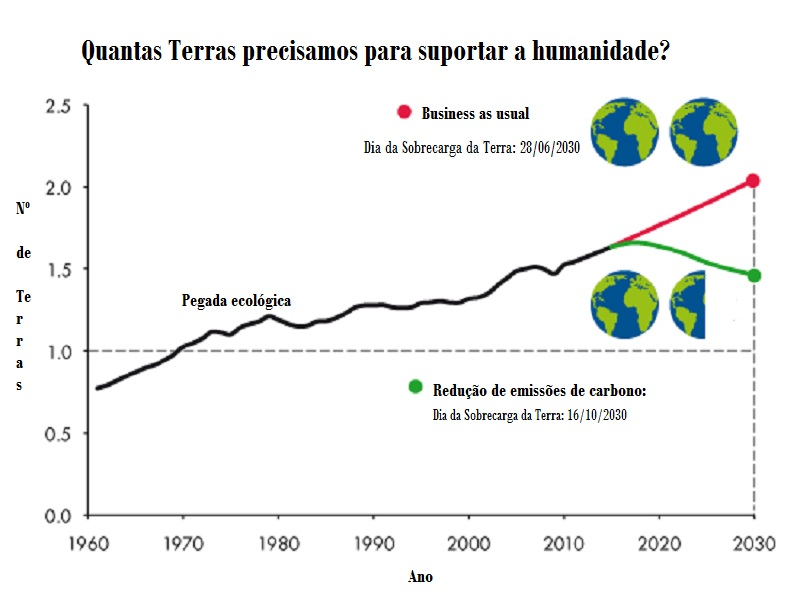 Quantas Terras precisamos para suportar a humanidade?
2.5
Business as usual
Dia da Sobrecarga da Terra: 28/06/2030
2.0
Nº
de
Terras
1.5
Pegada ecológica
1.0
Redução de emissões de carbono:
Dia da Sobrecarga da Terra: 16/10/2030
0.5
0.0
1960 1970 1980 1990 2000 2010 2020 2030
Ano